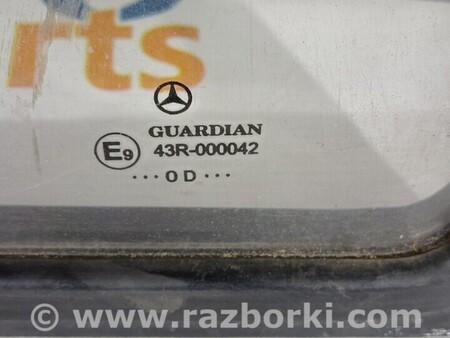 rts
GUARDIAN
E9 43R-000042
···OD···
© www.razborki.com